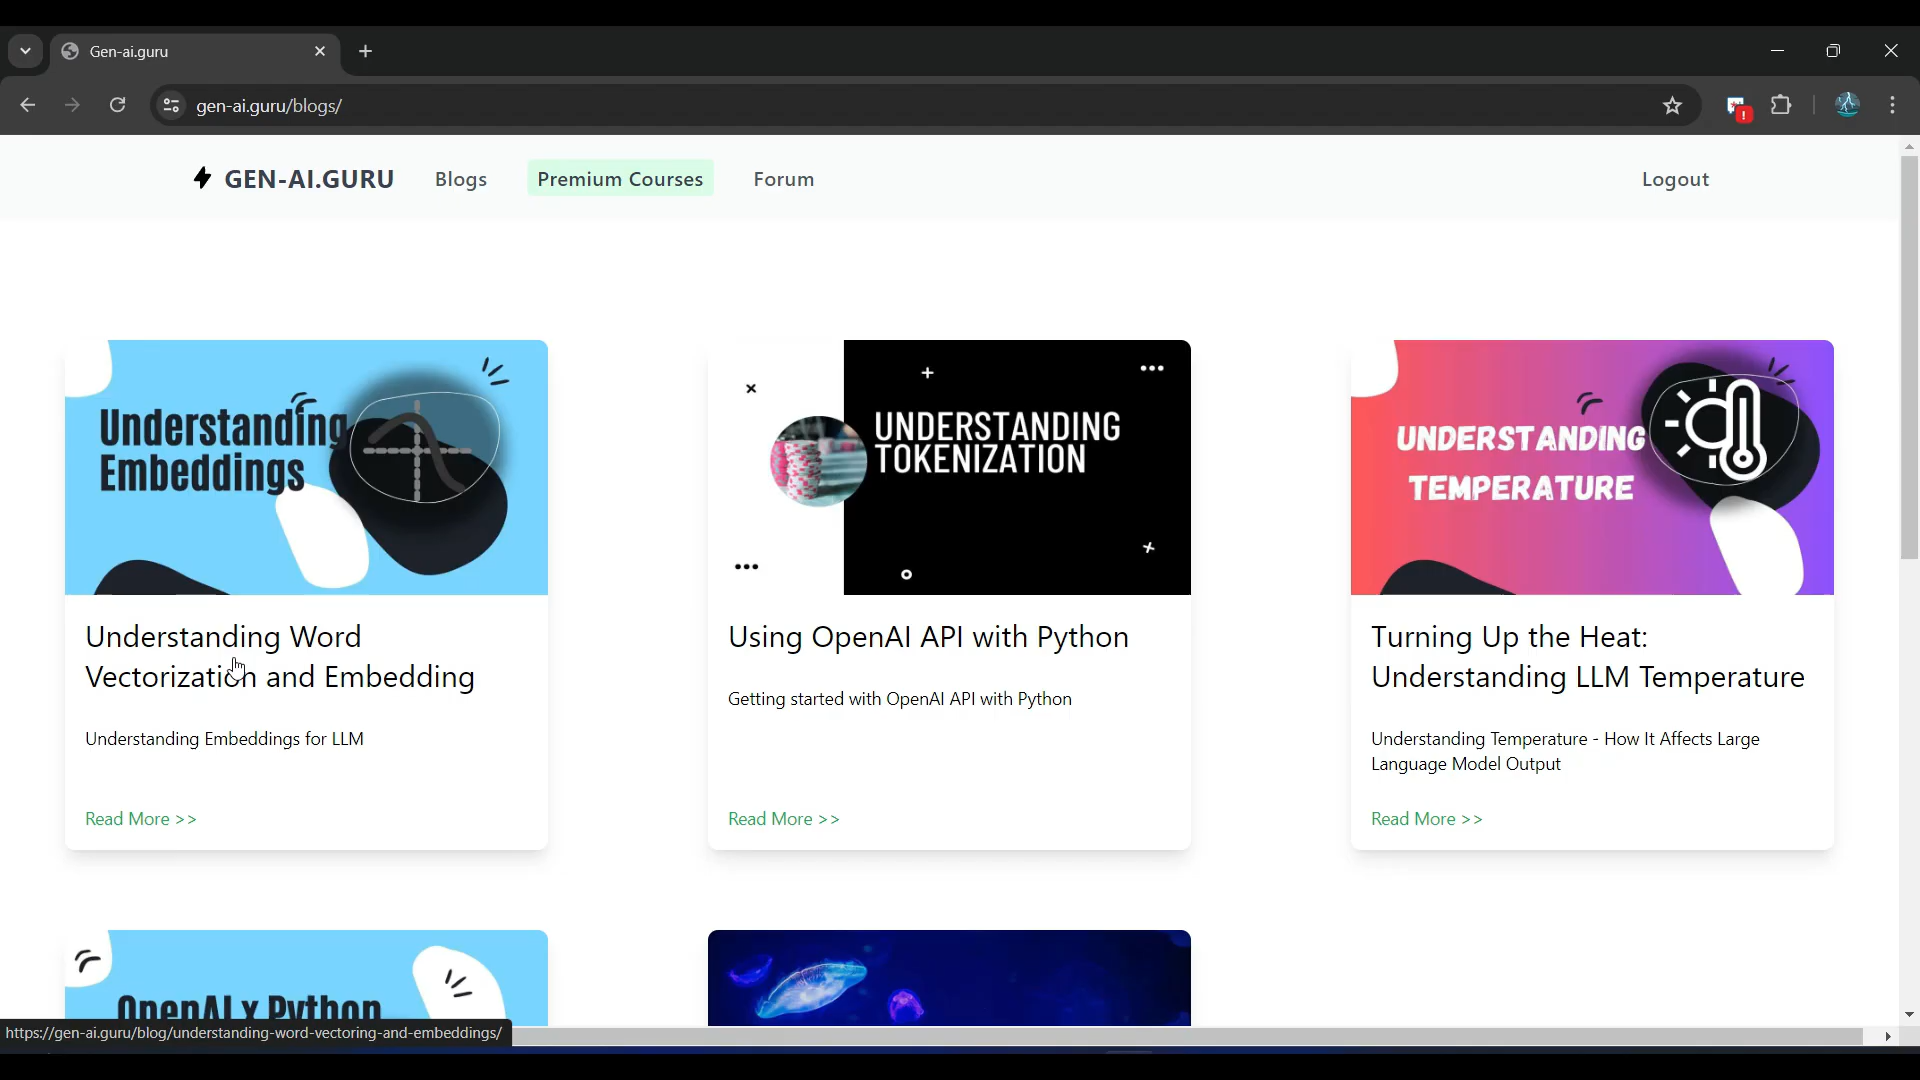 Gen-ai.guru
gen-ai.guru/blogs/
GEN-AI.GURU
Blogs
Premium Courses
Forum
Logout
Understanding
Embeddings
Understanding Word
Vectorization and Embedding
Understanding Embeddings for LLM
Read More >>
UNDERSTANDING
TOKENIZATION
Using OpenAI API with Python
Getting started with OpenAI API with Python
Read More >>
UNDERSTANDING
TEMPERATURE
Turning Up the Heat:
Understanding LLM Temperature
Understanding Temperature - How It Affects Large
Language Model Output
Read More >>
OpenAI x Python
https://gen-ai.guru/blog/understanding-word-vectoring-and-embeddings/